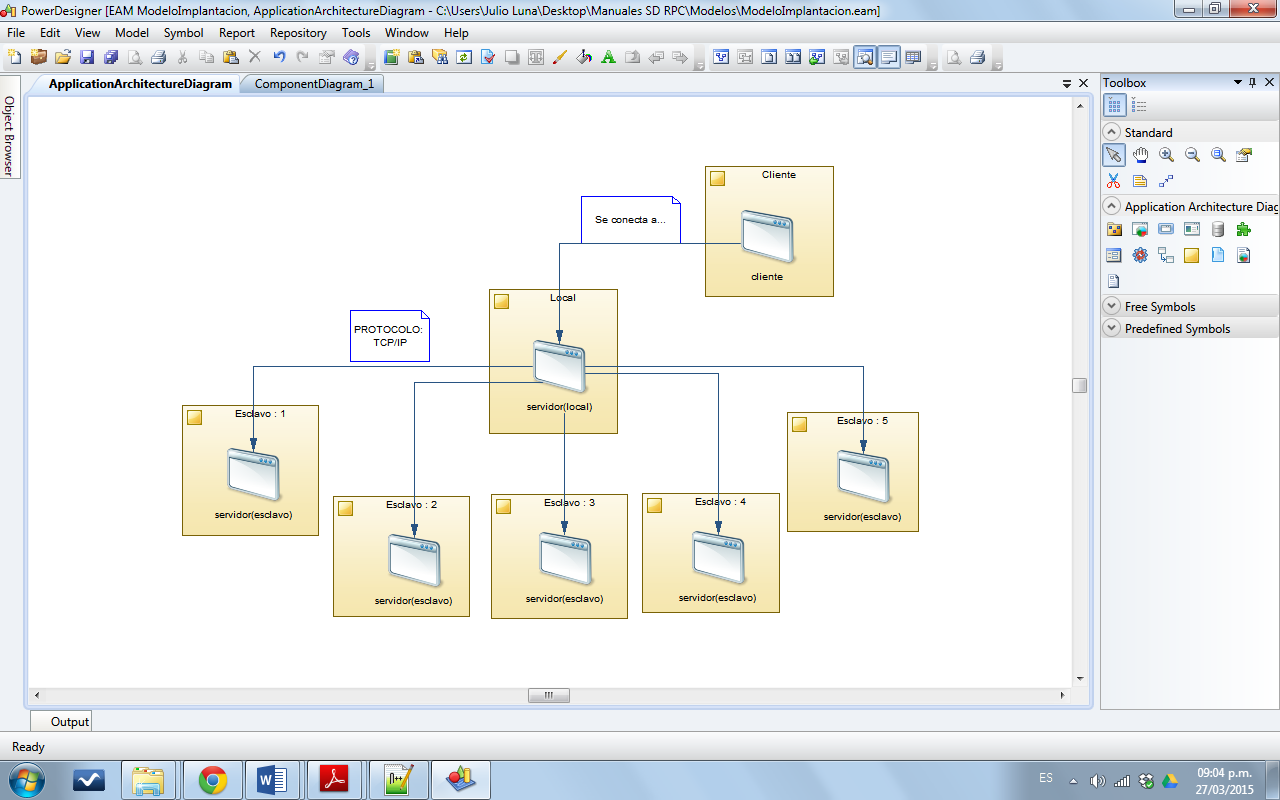 PowerDesigner [EAM ModeloImplantacion, ApplicationArchitectureDiagram - C:\Users\Julio Luna\Desktop\Manuales SD RPC\Modelos\ModeloImplantacion.eam]
File Edit View Model Symbol Report Repository Tools Window Help
Object Browser
ApplicationArchitectureDiagram
ComponentDiagram_1
Toolbox
Standard
Application Architecture Diag
Free Symbols
Predefined Symbols
Cliente
Se conecta a...
cliente
Local
PROTOCOLO:
TCP/IP
servidor(local)
Esclavo : 1
servidor(esclavo)
Esclavo : 2
servidor(esclavo)
Esclavo : 3
servidor(esclavo)
Esclavo : 4
servidor(esclavo)
Esclavo : 5
servidor(esclavo)
Output
Ready
W
N++
ES
09:04 p.m.
27/03/2015